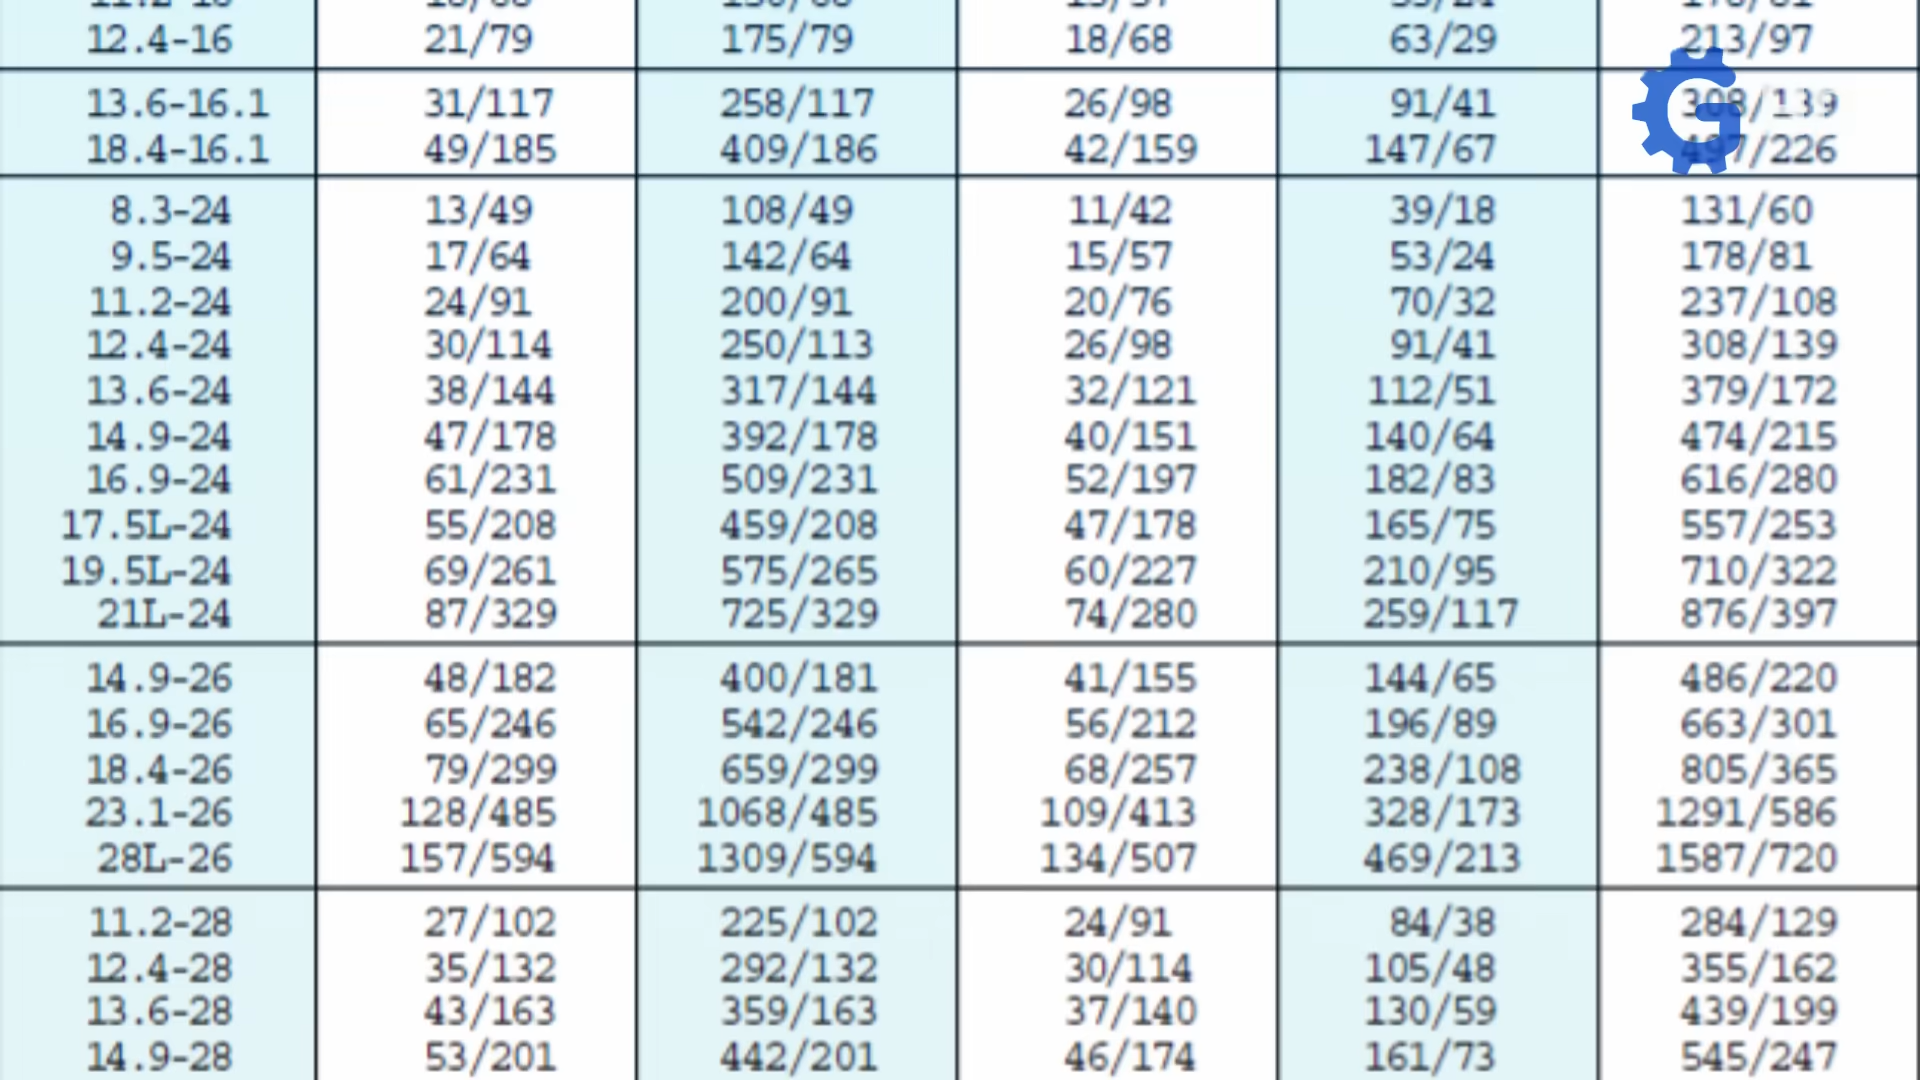 12.4-16 21/79 175/79 18/68 63/29 213/97
13.6-16.1 31/117 258/117 26/98 91/41 308/139
18.4-16.1 49/185 409/186 42/159 147/67 497/226
8.3-24 13/49 108/49 11/42 39/18 131/60
9.5-24 17/64 142/64 15/57 53/24 178/81
11.2-24 24/91 200/91 20/76 70/32 237/108
12.4-24 30/114 250/113 26/98 91/41 308/139
13.6-24 38/144 317/144 32/121 112/51 379/172
14.9-24 47/178 392/178 40/151 140/64 474/215
16.9-24 61/231 509/231 52/197 182/83 616/280
17.5L-24 55/208 459/208 47/178 165/75 557/253
19.5L-24 69/261 575/265 60/227 210/95 710/322
21L-24 87/329 725/329 74/280 259/117 876/397
14.9-26 48/182 400/181 41/155 144/65 486/220
16.9-26 65/246 542/246 56/212 196/89 663/301
18.4-26 79/299 659/299 68/257 238/108 805/365
23.1-26 128/485 1068/485 109/413 328/173 1291/586
28L-26 157/594 1309/594 134/507 469/213 1587/720
11.2-28 27/102 225/102 24/91 84/38 284/129
12.4-28 35/132 292/132 30/114 105/48 355/162
13.6-28 43/163 359/163 37/140 130/59 439/199
14.9-28 53/201 442/201 46/174 161/73 545/247